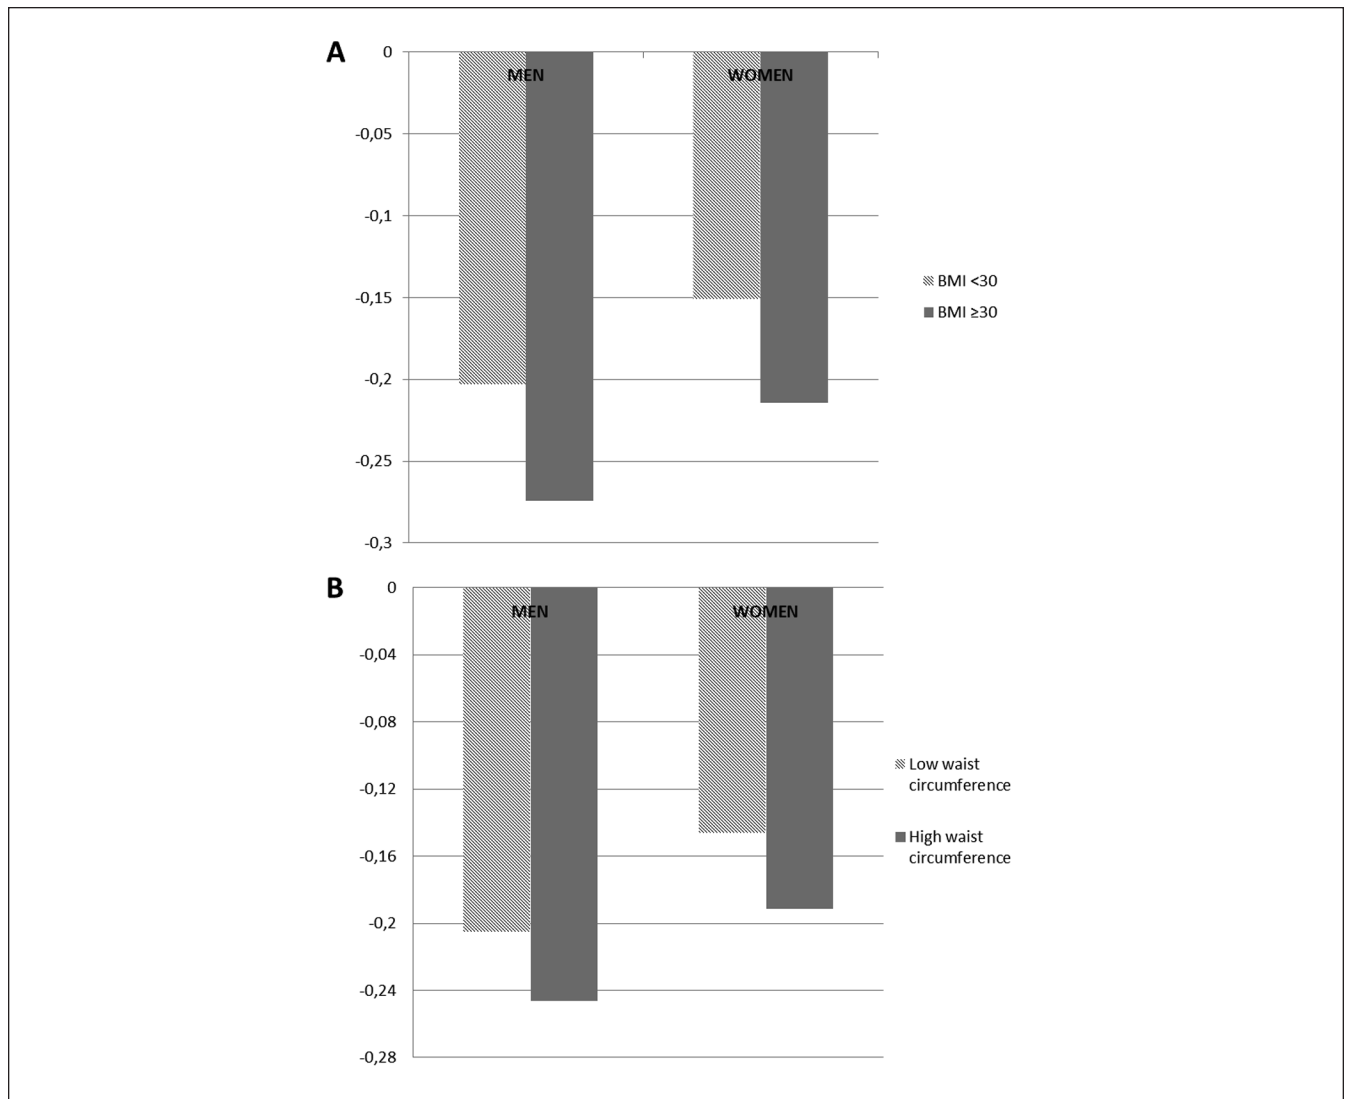 A
0
MEN
WOMEN
-0,05
-0,1
-0,15
-0,2
-0,25
-0,3
BMI <30
BMI ≥30
B
0
MEN
WOMEN
-0,04
-0,08
-0,12
-0,16
-0,2
-0,24
-0,28
Low waist
circumference
High waist
circumference